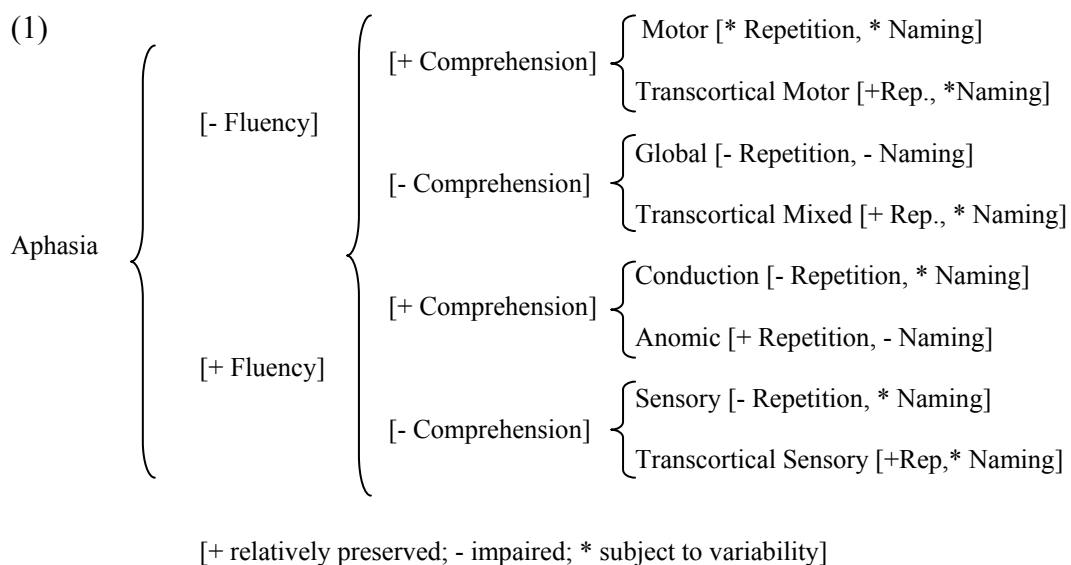 (1)
Motor [* Repetition, * Naming]
[+ Comprehension]
Transcortical Motor [+Rep., *Naming]
[- Fluency]
Global [- Repetition, - Naming]
[- Comprehension]
Transcortical Mixed [+ Rep., * Naming]
Aphasia
Conduction [- Repetition, * Naming]
[+ Comprehension]
Anomic [+ Repetition, - Naming]
[+ Fluency]
Sensory [- Repetition, * Naming]
[- Comprehension]
Transcortical Sensory [+Rep,* Naming]
[+ relatively preserved; - impaired; * subject to variability]